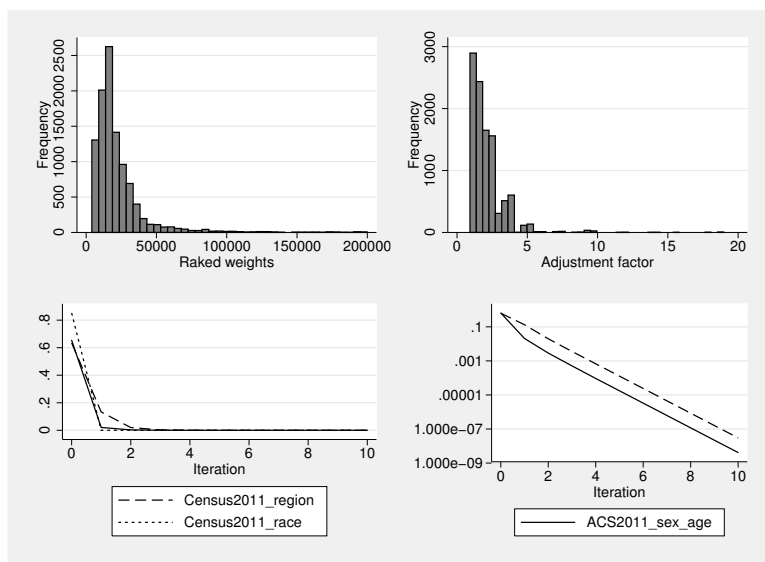 Frequency
0 500 1000 1500 2000 2500
0 50000 100000 150000 200000
Raked weights
Frequency
0 1000 2000 3000
0 5 10 15 20
Adjustment factor
0 .2 .4 .6 .8
0 2 4 6 8 10
Iteration
Census2011_region
Census2011_race
.1
.001
.00001
1.000e−07
1.000e−09
0 2 4 6 8 10
Iteration
ACS2011_sex_age